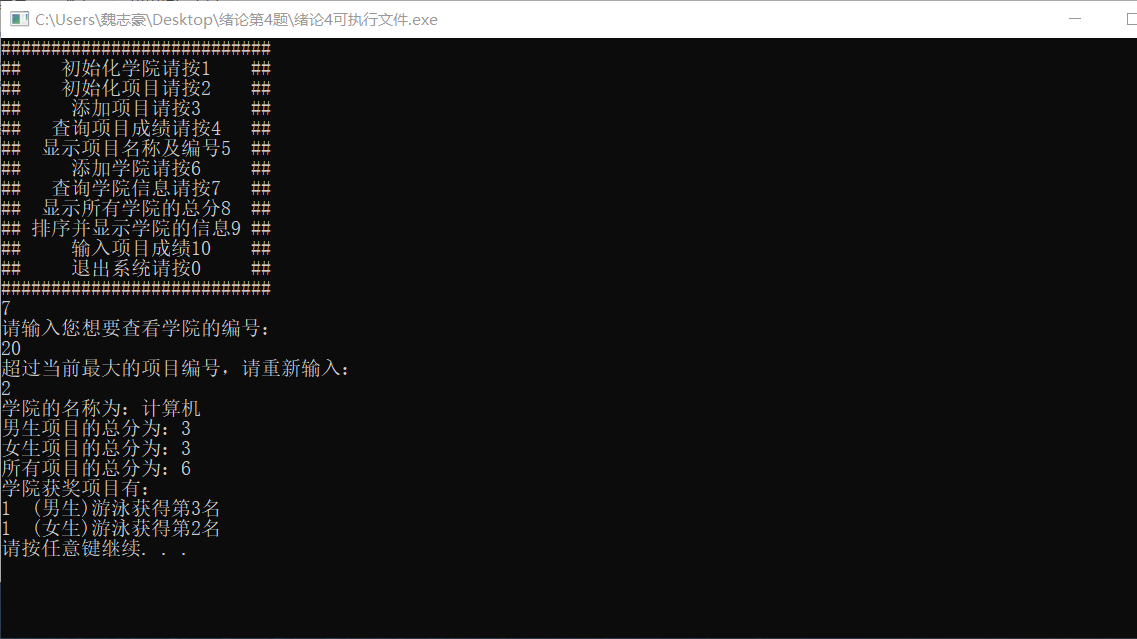 C:\Users\魏志豪\Desktop\绪论第4题\绪论4可执行文件.exe
###########################
##    初始化学院请按1    ##
##    初始化项目请按2    ##
##     添加项目请按3     ##
##   查询项目成绩请按4   ##
##  显示项目名称及编号5  ##
##     添加学院请按6     ##
##   查询学院信息请按7   ##
##  显示所有学院的总分8  ##
## 排序并显示学院的信息9 ##
##     输入项目成绩10    ##
##     退出系统请按0     ##
###########################
7
请输入您想要查看学院的编号：
20
超过当前最大的项目编号，请重新输入：
2
学院的名称为：计算机
男生项目的总分为：3
女生项目的总分为：3
所有项目的总分为：6
学院获奖项目有：
1  (男生)游泳获得第3名
1  (女生)游泳获得第2名
请按任意键继续. . .